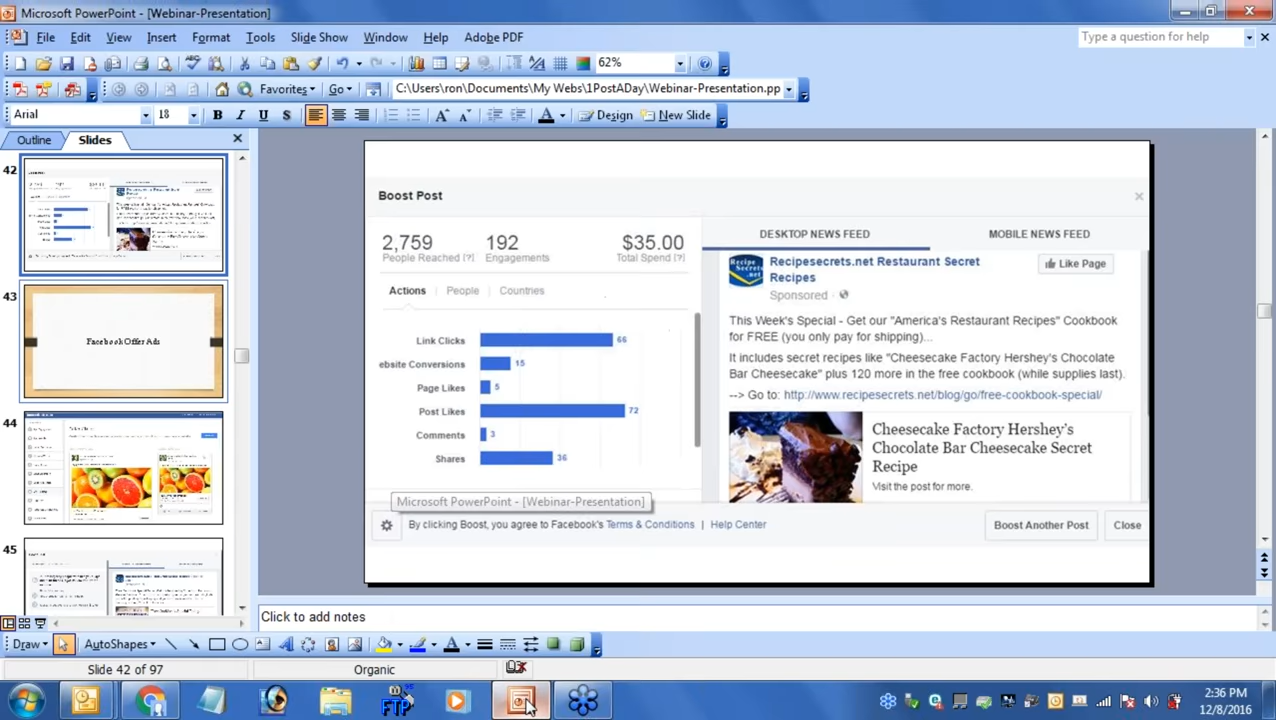 Microsoft PowerPoint - [Webinar-Presentation]
File Edit View Insert Format Tools Slide Show Window Help Adobe PDF
Type a question for help
62%
Favorites Go C:\Users\ron\Documents\My Webs\1PostADay\Webinar-Presentation.pp
Arial 18 B I U S A A A Design New Slide
Outline Slides
42
43
Facebook Offer Ads
44
45
Boost Post
2,759 192 $35.00
People Reached [?] Engagements Total Spend [?]
Actions People Countries
Link Clicks 66
ebsite Conversions 15
Page Likes 5
Post Likes 72
Comments 3
Shares 36
DESKTOP NEWS FEED MOBILE NEWS FEED
Recipe Secrets .net
Recipesecrets.net Restaurant Secret
Recipes
Like Page
Sponsored
This Week's Special - Get our "America's Restaurant Recipes" Cookbook
for FREE (you only pay for shipping)...
It includes secret recipes like "Cheesecake Factory Hershey's Chocolate
Bar Cheesecake" plus 120 more in the free cookbook (while supplies last).
--> Go to: http://www.recipesecrets.net/blog/go/free-cookbook-special/
Cheesecake Factory Hershey's
Chocolate Bar Cheesecake Secret
Recipe
Visit the post for more.
Microsoft PowerPoint - [Webinar-Presentation]
By clicking Boost, you agree to Facebook's Terms & Conditions | Help Center
Boost Another Post Close
Click to add notes
Draw AutoShapes
Slide 42 of 97 Organic
FTP
2:36 PM
12/8/2016